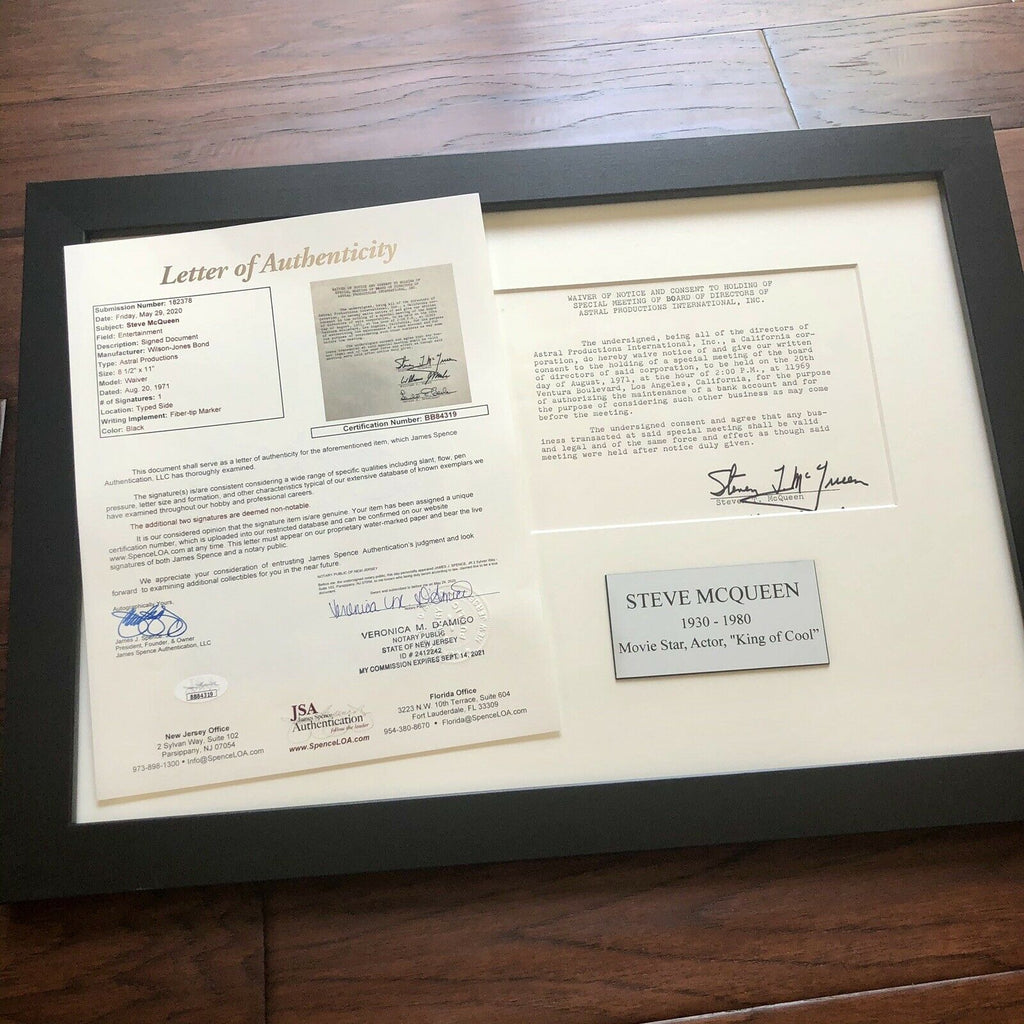 Letter of Authenticity
Submission Number: 182378
Date: Friday, May 29, 2020
Subject: Steve McQueen
Field: Entertainment
Description: Signed Document
Manufacturer: Wilson-Jones Bond
Type: Astral Productions
Size: 8 1/2" x 11"
Model: Waiver
Dated: Aug. 20, 1971
# of Signatures: 1
Location: Typed Side
Writing Implement: Fiber-tip Marker
Color: Black
Certification Number: BB84319
This document shall serve as a letter of authenticity for the aforementioned item, which James Spence
Authentication, LLC has thoroughly examined.
The signature(s) is/are consistent considering a wide range of specific qualities including slant, flow, pen
pressure, letter size and formation, and other characteristics typical of our extensive database of known exemplars we
have examined throughout our hobby and professional careers.
The additional two signatures are deemed non-notable.
It is our considered opinion that the signature item is/are genuine. Your item has been assigned a unique
certification number, which is uploaded into our restricted database and can be confirmed on our website
www.SpenceLOA.com at any time. This letter must appear on our proprietary water-marked paper and bear the live
signatures of both James Spence and a notary public.
We appreciate your consideration of entrusting James Spence Authentication's judgment and look
forward to examining additional collectibles for you in the near future.
Autographically Yours,
James J. Spence
President, Founder, & Owner
James Spence Authentication, LLC
NOTARY PUBLIC OF NEW JERSEY
Veronica M. D'Amico
VERONICA M. D'AMICO
NOTARY PUBLIC
STATE OF NEW JERSEY
ID # 2412242
MY COMMISSION EXPIRES SEPT. 14, 2021
BB84319
New Jersey Office
2 Sylvan Way, Suite 102
Parsippany, NJ 07054
973-898-1300 • Info@SpenceLOA.com
JSA
James Spence
Authentication
www.SpenceLOA.com
Florida Office
3223 N.W. 10th Terrace, Suite 604
Fort Lauderdale, FL 33309
954-380-8670 • Florida@SpenceLOA.com
WAIVER OF NOTICE AND CONSENT TO HOLDING OF
SPECIAL MEETING OF BOARD OF DIRECTORS OF
ASTRAL PRODUCTIONS INTERNATIONAL, INC.
The undersigned, being all of the directors of
Astral Productions International, Inc., a California cor-
poration, do hereby waive notice of and give our written
consent to the holding of a special meeting of the board
of directors of said corporation, to be held on the 20th
day of August, 1971, at the hour of 2:00 P.M., at 11969
Ventura Boulevard, Los Angeles, California, for the purpose
of authorizing the maintenance of a bank account and for
the purpose of considering such other business as may come
before the meeting.
The undersigned consent and agree that any bus-
iness transacted at said special meeting shall be valid
and legal and of the same force and effect as though said
meeting were held after notice duly given.
Steven J. McQueen
McQueen
STEVE MCQUEEN
1930 - 1980
Movie Star, Actor, "King of Cool"